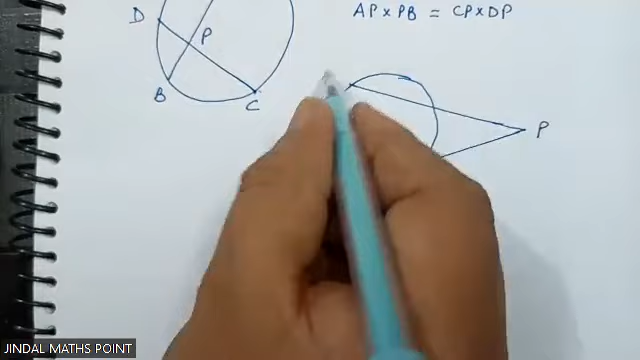 AP × PB = CP × DP
D
P
B
C
P
JINDAL MATHS POINT